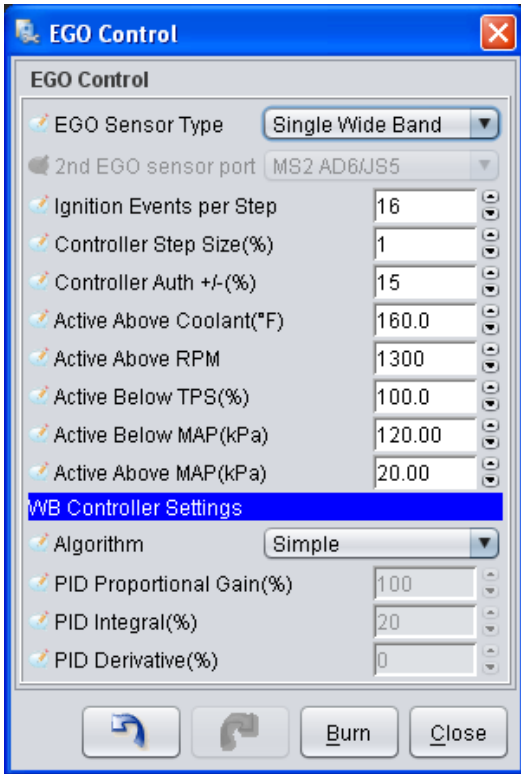 EGO Control
EGO Control
EGO Sensor Type Single Wide Band
2nd EGO sensor port MS2 AD6/JS5
Ignition Events per Step 16
Controller Step Size(%) 1
Controller Auth +/-(%) 15
Active Above Coolant(°F) 160.0
Active Above RPM 1300
Active Below TPS(%) 100.0
Active Below MAP(kPa) 120.00
Active Above MAP(kPa) 20.00
WB Controller Settings
Algorithm Simple
PID Proportional Gain(%) 100
PID Integral(%) 20
PID Derivative(%) 0
Burn Close